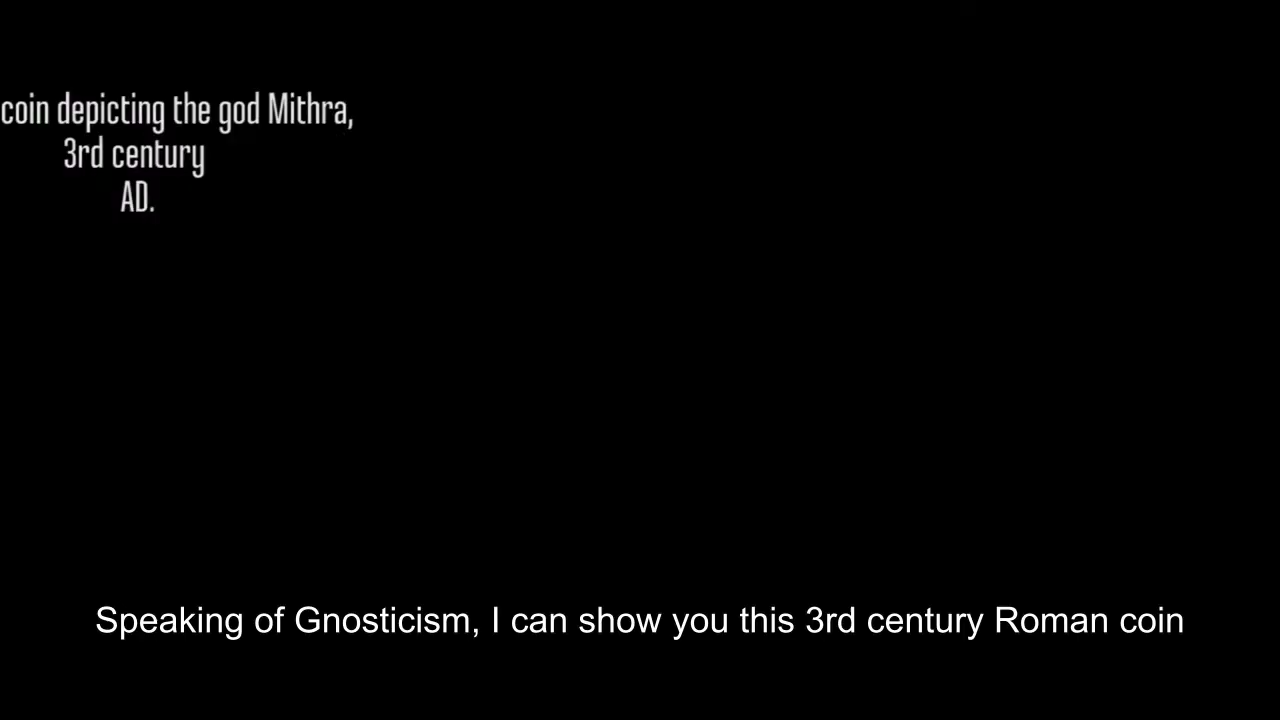 coin depicting the god Mithra,
3rd century
AD.
Speaking of Gnosticism, I can show you this 3rd century Roman coin